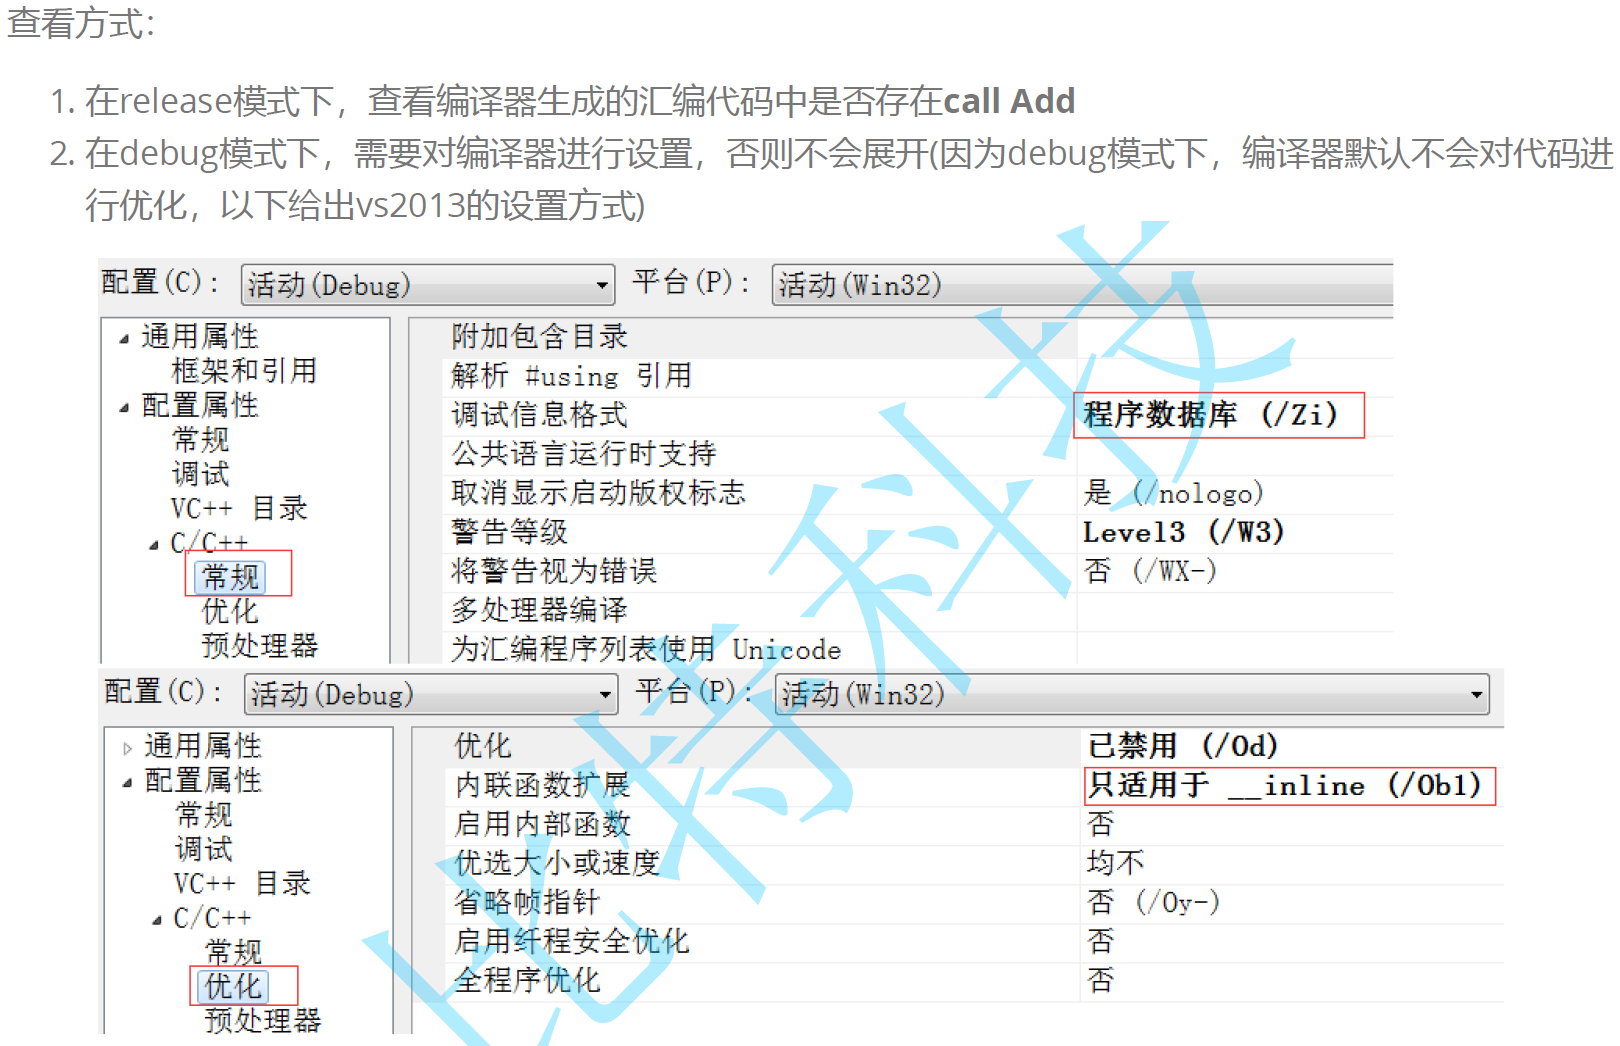 查看方式：
1. 在release模式下，查看编译器生成的汇编代码中是否存在call Add
2. 在debug模式下，需要对编译器进行设置，否则不会展开(因为debug模式下，编译器默认不会对代码进
行优化，以下给出vs2013的设置方式)
配置(C): 活动(Debug) 平台(P): 活动(Win32)
通用属性
框架和引用
配置属性
常规
调试
VC++ 目录
C/C++
常规
优化
预处理器
附加包含目录
解析 #using 引用
调试信息格式 程序数据库 (/Zi)
公共语言运行时支持
取消显示启动版权标志 是 (/nologo)
警告等级 Level3 (/W3)
将警告视为错误 否 (/WX-)
多处理器编译
为汇编程序列表使用 Unicode
配置(C): 活动(Debug) 平台(P): 活动(Win32)
通用属性
配置属性
常规
调试
VC++ 目录
C/C++
常规
优化
预处理器
优化 已禁用 (/Od)
内联函数扩展 只适用于 __inline (/Ob1)
启用内部函数 否
优选大小或速度 均不
省略帧指针 否 (/Oy-)
启用纤程安全优化 否
全程序优化 否
比特科技